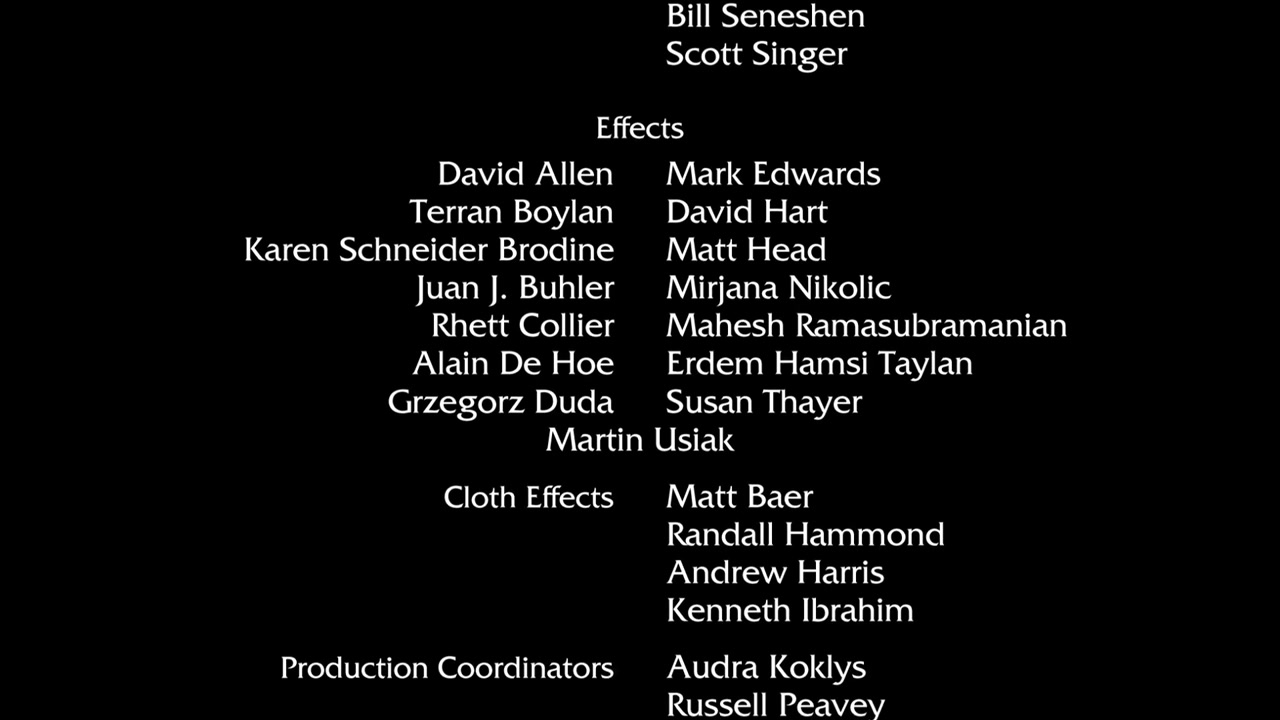 Bill Seneshen
Scott Singer
Effects
David Allen Mark Edwards
Terran Boylan David Hart
Karen Schneider Brodine Matt Head
Juan J. Buhler Mirjana Nikolic
Rhett Collier Mahesh Ramasubramanian
Alain De Hoe Erdem Hamsi Taylan
Grzegorz Duda Susan Thayer
Martin Usiak
Cloth Effects Matt Baer
Randall Hammond
Andrew Harris
Kenneth Ibrahim
Production Coordinators Audra Koklys
Russell Peavey